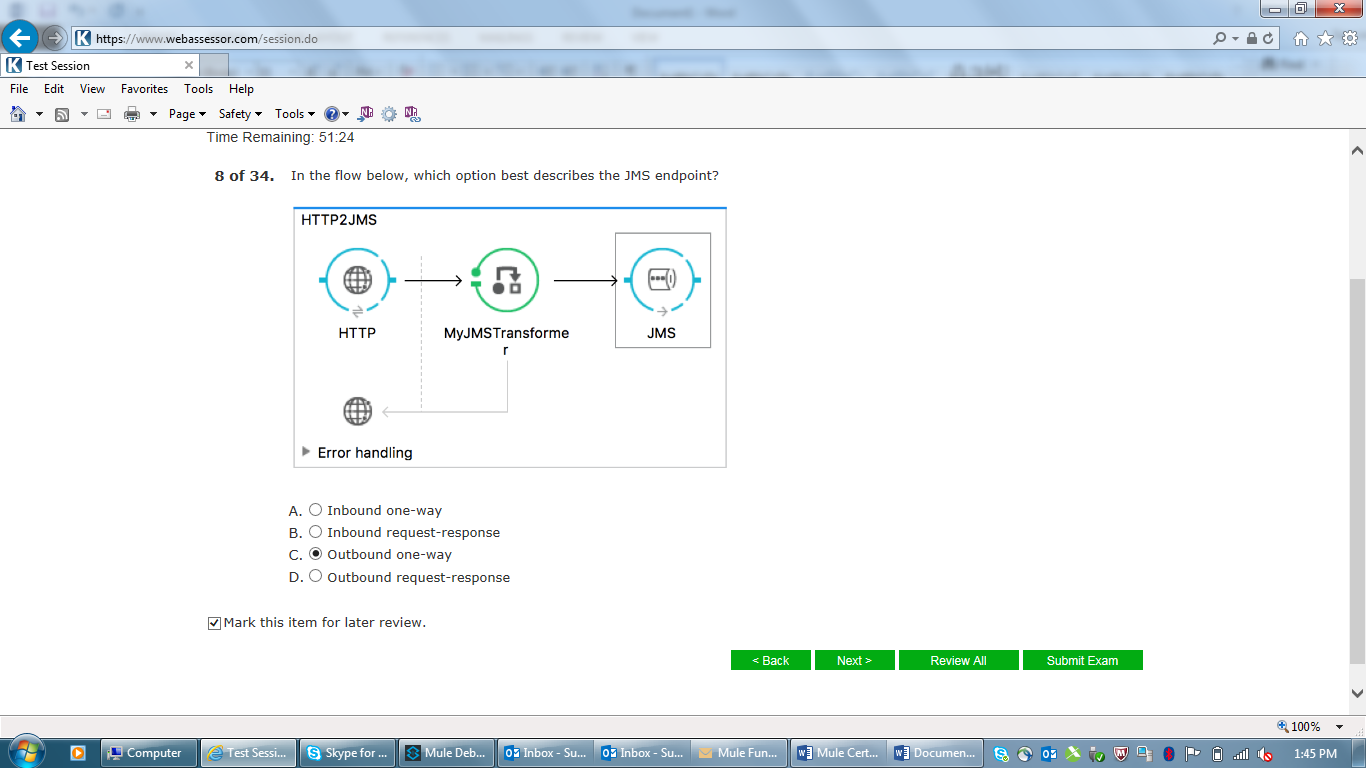 https://www.webassessor.com/session.do
Test Session
File Edit View Favorites Tools Help
Page Safety Tools
Time Remaining: 51:24
8 of 34. In the flow below, which option best describes the JMS endpoint?
HTTP2JMS
HTTP
MyJMSTransforme
r
JMS
Error handling
A. Inbound one-way
B. Inbound request-response
C. Outbound one-way
D. Outbound request-response
Mark this item for later review.
< Back Next > Review All Submit Exam
100%
Computer Test Sessi... Skype for ... Mule Deb... Inbox - Su... Inbox - Su... Mule Fun... Mule Cert... Documen... 1:45 PM